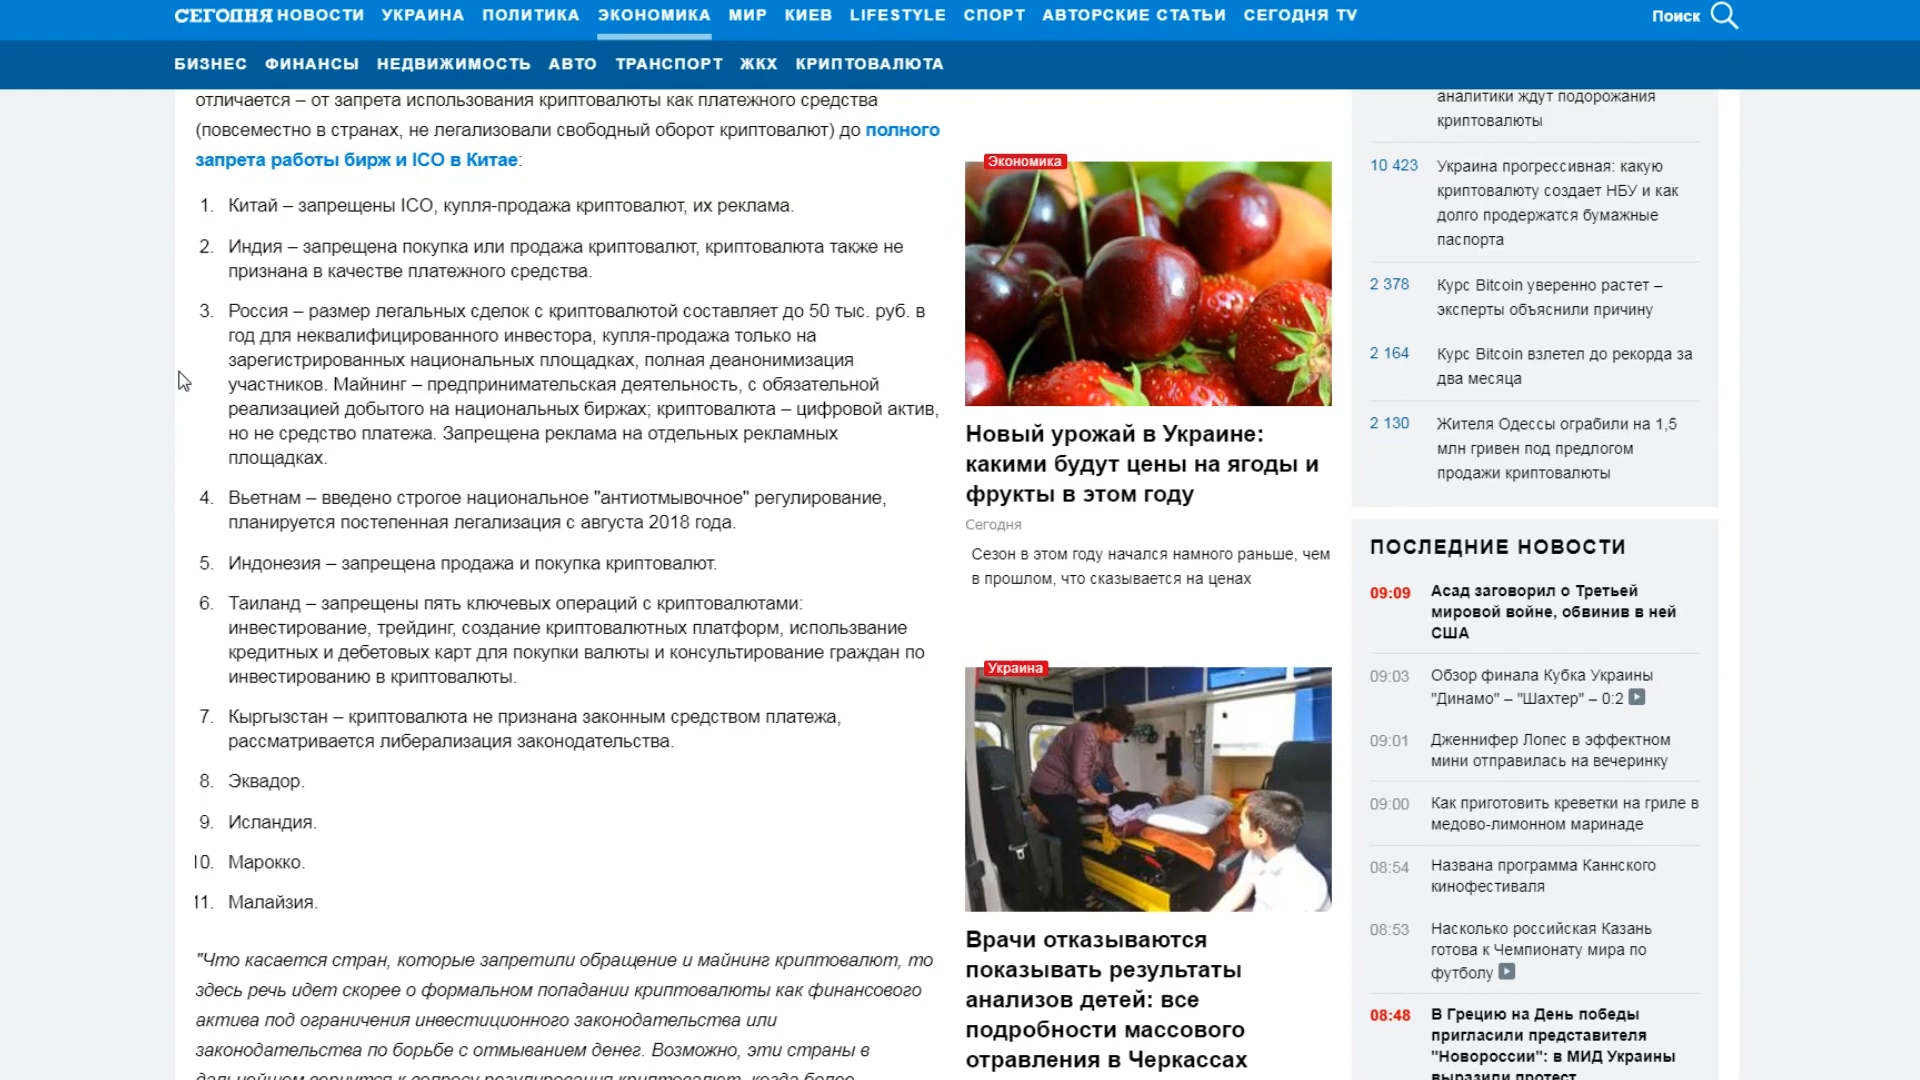 СЕГОДНЯ НОВОСТИ УКРАИНА ПОЛИТИКА ЭКОНОМИКА МИР КИЕВ LIFESTYLE СПОРТ АВТОРСКИЕ СТАТЬИ СЕГОДНЯ TV Поиск
БИЗНЕС ФИНАНСЫ НЕДВИЖИМОСТЬ АВТО ТРАНСПОРТ ЖКХ КРИПТОВАЛЮТА
отличается – от запрета использования криптовалюты как платежного средства
(повсеместно в странах, не легализовали свободный оборот криптовалют) до полного
запрета работы бирж и ICO в Китае:
1. Китай – запрещены ICO, купля-продажа криптовалют, их реклама.
2. Индия – запрещена покупка или продажа криптовалют, криптовалюта также не
признана в качестве платежного средства.
3. Россия – размер легальных сделок с криптовалютой составляет до 50 тыс. руб. в
год для неквалифицированного инвестора, купля-продажа только на
зарегистрированных национальных площадках, полная деанонимизация
участников. Майнинг – предпринимательская деятельность, с обязательной
реализацией добытого на национальных биржах; криптовалюта – цифровой актив,
но не средство платежа. Запрещена реклама на отдельных рекламных
площадках.
4. Вьетнам – введено строгое национальное "антиотмывочное" регулирование,
планируется постепенная легализация с августа 2018 года.
5. Индонезия – запрещена продажа и покупка криптовалют.
6. Таиланд – запрещены пять ключевых операций с криптовалютами:
инвестирование, трейдинг, создание криптовалютных платформ, использвание
кредитных и дебетовых карт для покупки валюты и консультирование граждан по
инвестированию в криптовалюты.
7. Кыргызстан – криптовалюта не признана законным средством платежа,
рассматривается либерализация законодательства.
8. Эквадор.
9. Исландия.
10. Марокко.
11. Малайзия.
"Что касается стран, которые запретили обращение и майнинг криптовалют, то
здесь речь идет скорее о формальном попадании криптовалюты как финансового
актива под ограничения инвестиционного законодательства или
законодательства по борьбе с отмыванием денег. Возможно, эти страны в
дальнейшем вернутся к вопросу регулирования криптовалют, когда более
Экономика
Новый урожай в Украине:
какими будут цены на ягоды и
фрукты в этом году
Сегодня
Сезон в этом году начался намного раньше, чем
в прошлом, что сказывается на ценах
Украина
Врачи отказываются
показывать результаты
анализов детей: все
подробности массового
отравления в Черкассах
аналитики ждут подорожания
криптовалюты
10 423 Украина прогрессивная: какую
криптовалюту создает НБУ и как
долго продержатся бумажные
паспорта
2 378 Курс Bitcoin уверенно растет –
эксперты объяснили причину
2 164 Курс Bitcoin взлетел до рекорда за
два месяца
2 130 Жителя Одессы ограбили на 1,5
млн гривен под предлогом
продажи криптовалюты
ПОСЛЕДНИЕ НОВОСТИ
09:09 Асад заговорил о Третьей
мировой войне, обвинив в ней
США
09:03 Обзор финала Кубка Украины
"Динамо" – "Шахтер" – 0:2
09:01 Дженнифер Лопес в эффектном
мини отправилась на вечеринку
09:00 Как приготовить креветки на гриле в
медово-лимонном маринаде
08:54 Названа программа Каннского
кинофестиваля
08:53 Насколько российская Казань
готова к Чемпионату мира по
футболу
08:48 В Грецию на День победы
пригласили представителя
"Новороссии": в МИД Украины
выразили протест